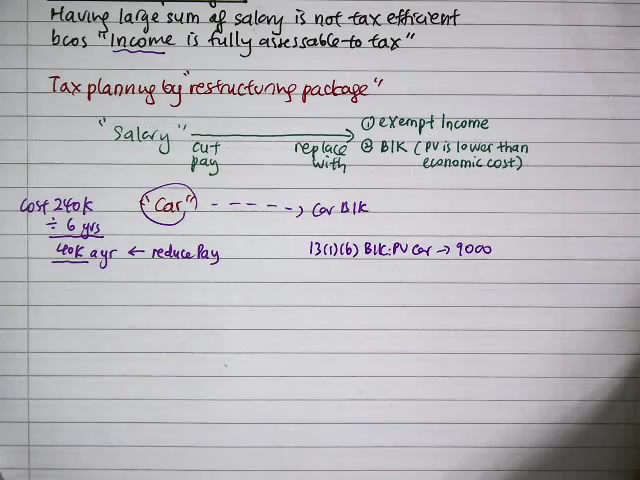 Having large sum of salary is not tax efficient
bcos "Income is fully assessable to tax"
Tax planning by "restructuring package"
"Salary" cut pay replace with
① exempt Income
② BIK (PV is lower than economic cost)
cost 240k
÷ 6 yrs
40K a yr ← reduce Pay
("Car") - - - - -> Car BIK
13(1)(b) BIK: PV Car → 9000